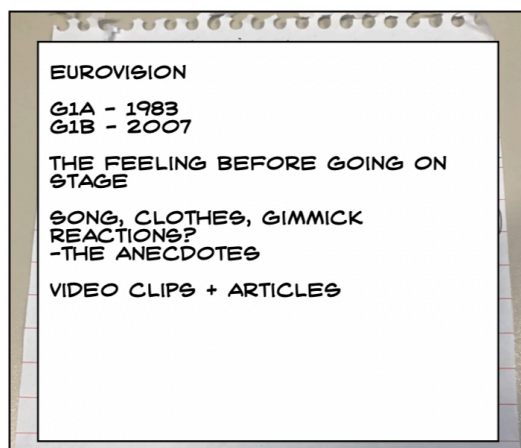 EUROVISION
G1A - 1983
G1B - 2007
THE FEELING BEFORE GOING ON
STAGE
SONG, CLOTHES, GIMMICK
REACTIONS?
-THE ANECDOTES
VIDEO CLIPS + ARTICLES